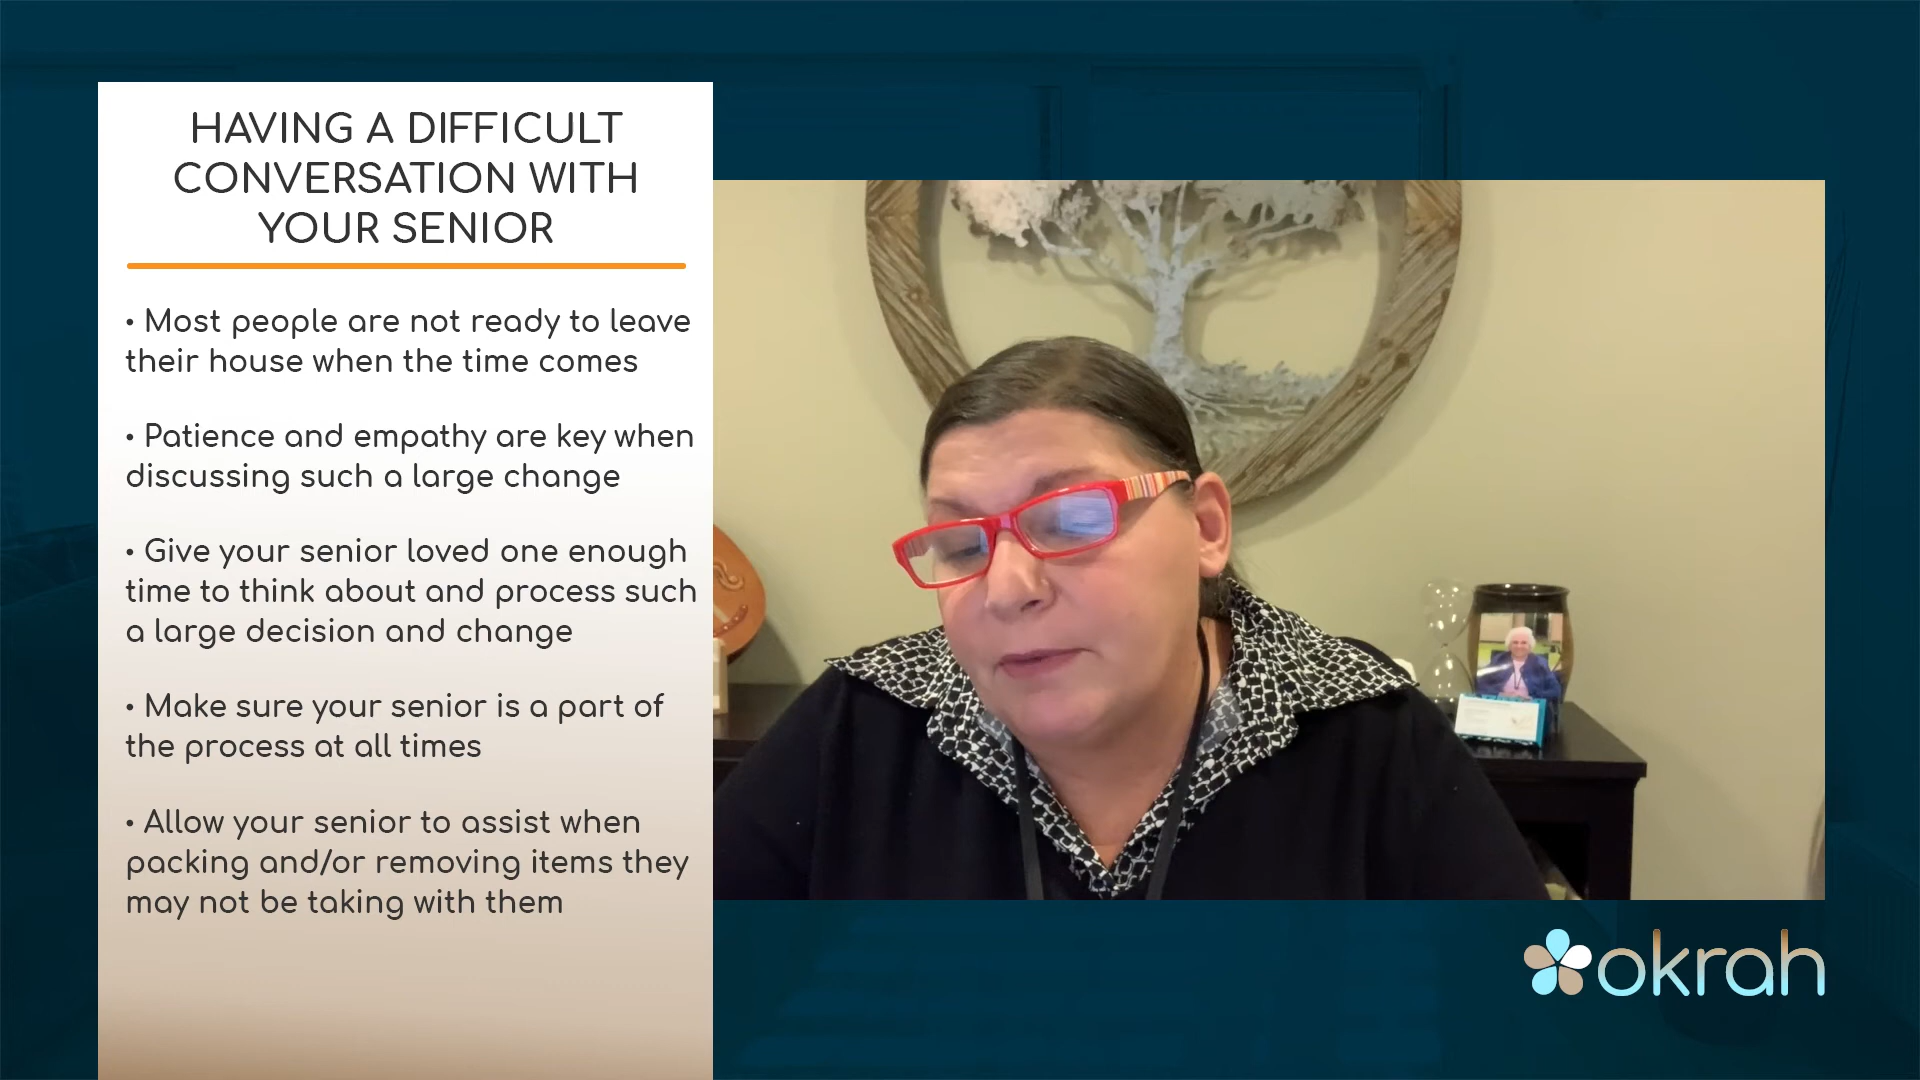 HAVING A DIFFICULT
CONVERSATION WITH
YOUR SENIOR
• Most people are not ready to leave
their house when the time comes
• Patience and empathy are key when
discussing such a large change
• Give your senior loved one enough
time to think about and process such
a large decision and change
• Make sure your senior is a part of
the process at all times
• Allow your senior to assist when
packing and/or removing items they
may not be taking with them
okrah